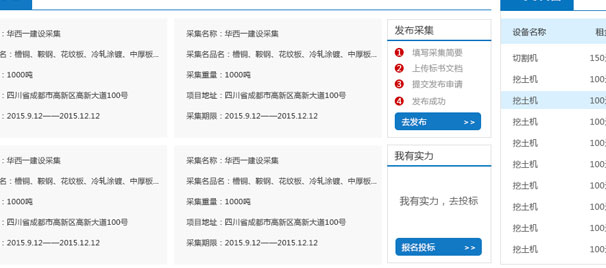 设备名称 租
：华西一建设采集
名：槽铜、鞍钢、花纹板、冷轧涂镀、中厚板...
：1000吨
：四川省成都市高新区高新大道100号
：2015.9.12——2015.12.12
采集名称：华西一建设采集
采集名品名：槽铜、鞍钢、花纹板、冷轧涂镀、中厚板...
采集重量：1000吨
项目地址：四川省成都市高新区高新大道100号
采集期限：2015.9.12——2015.12.12
发布采集
1 填写采集简要
2 上传标书文档
3 提交发布申请
4 发布成功
去发布 >>
：华西一建设采集
名：槽铜、鞍钢、花纹板、冷轧涂镀、中厚板...
：1000吨
：四川省成都市高新区高新大道100号
：2015.9.12——2015.12.12
采集名称：华西一建设采集
采集名品名：槽铜、鞍钢、花纹板、冷轧涂镀、中厚板...
采集重量：1000吨
项目地址：四川省成都市高新区高新大道100号
采集期限：2015.9.12——2015.12.12
我有实力
我有实力，去投标
报名投标 >>
切割机 150
挖土机 100
挖土机 100
挖土机 100
挖土机 100
挖土机 100
挖土机 100
挖土机 100
挖土机 100
挖土机 100